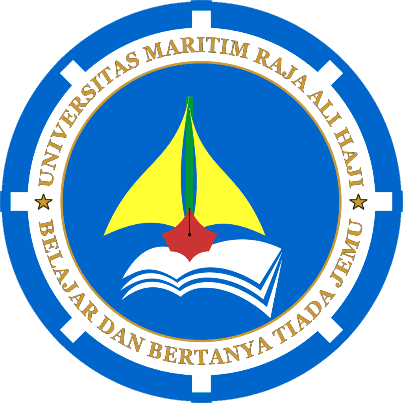 UNIVERSITAS MARITIM RAJA ALI HAJI
BELAJAR DAN BERTANYA TIADA JEMU